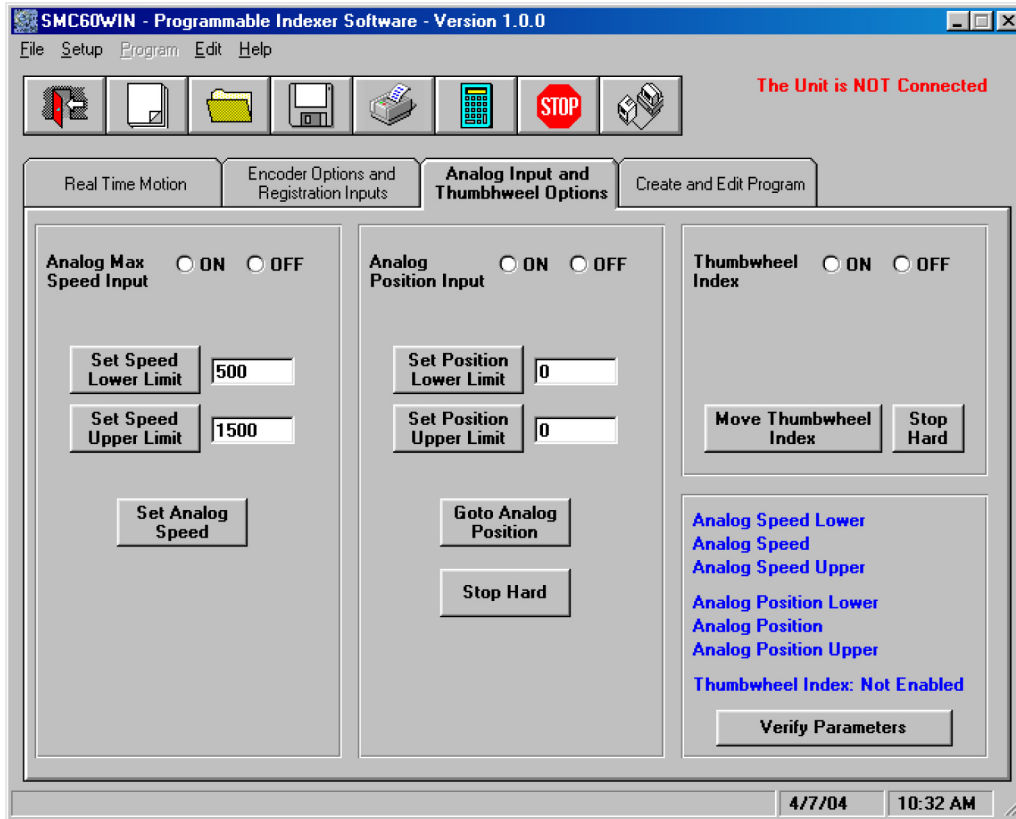 SMC60WIN - Programmable Indexer Software - Version 1.0.0
File Setup Program Edit Help
STOP
The Unit is NOT Connected
Real Time Motion
Encoder Options and
Registration Inputs
Analog Input and
Thumbhweel Options
Create and Edit Program
Analog Max
Speed Input
ON OFF
Set Speed
Lower Limit
500
Set Speed
Upper Limit
1500
Set Analog
Speed
Analog
Position Input
ON OFF
Set Position
Lower Limit
0
Set Position
Upper Limit
0
Goto Analog
Position
Stop Hard
Thumbwheel
Index
ON OFF
Move Thumbwheel
Index
Stop
Hard
Analog Speed Lower
Analog Speed
Analog Speed Upper
Analog Position Lower
Analog Position
Analog Position Upper
Thumbwheel Index: Not Enabled
Verify Parameters
4/7/04
10:32 AM